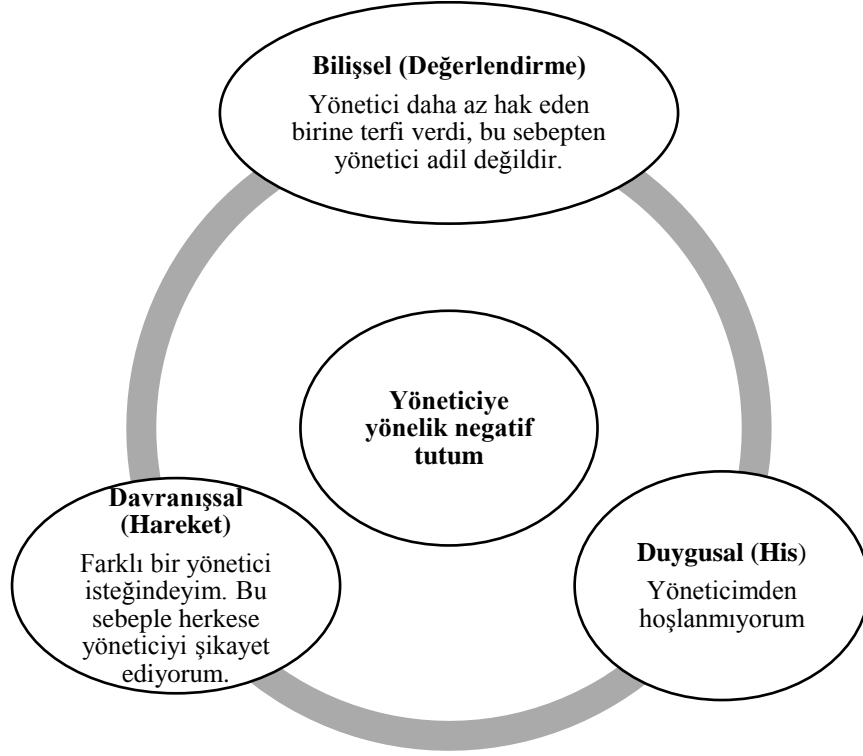 Bilişsel (Değerlendirme)
Yönetici daha az hak eden
birine terfi verdi, bu sebepten
yönetici adil değildir.
Yöneticiye
yönelik negatif
tutum
Davranışsal
(Hareket)
Farklı bir yönetici
isteğindeyim. Bu
sebeple herkese
yöneticiyi şikayet
ediyorum.
Duygusal (His)
Yöneticimden
hoşlanmıyorum